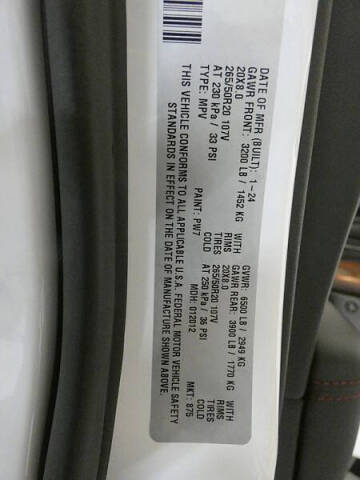 DATE OF MFR (BUILT): 1-24 GVWR: 6500 LB / 2949 KG
GAWR FRONT: 3200 LB / 1452 KG WITH GAWR REAR: 3900 LB / 1770 KG WITH
20X8.0 RIMS 20X8.0 RIMS
265/50R20 107V TIRES 265/50R20 107V TIRES
AT 230 kPa / 33 PSI COLD AT 250 kPa / 36 PSI COLD
TYPE: MPV PAINT: PW7 MDH: 012012 MKT: 875
THIS VEHICLE CONFORMS TO ALL APPLICABLE U.S.A. FEDERAL MOTOR VEHICLE SAFETY
STANDARDS IN EFFECT ON THE DATE OF MANUFACTURE SHOWN ABOVE.